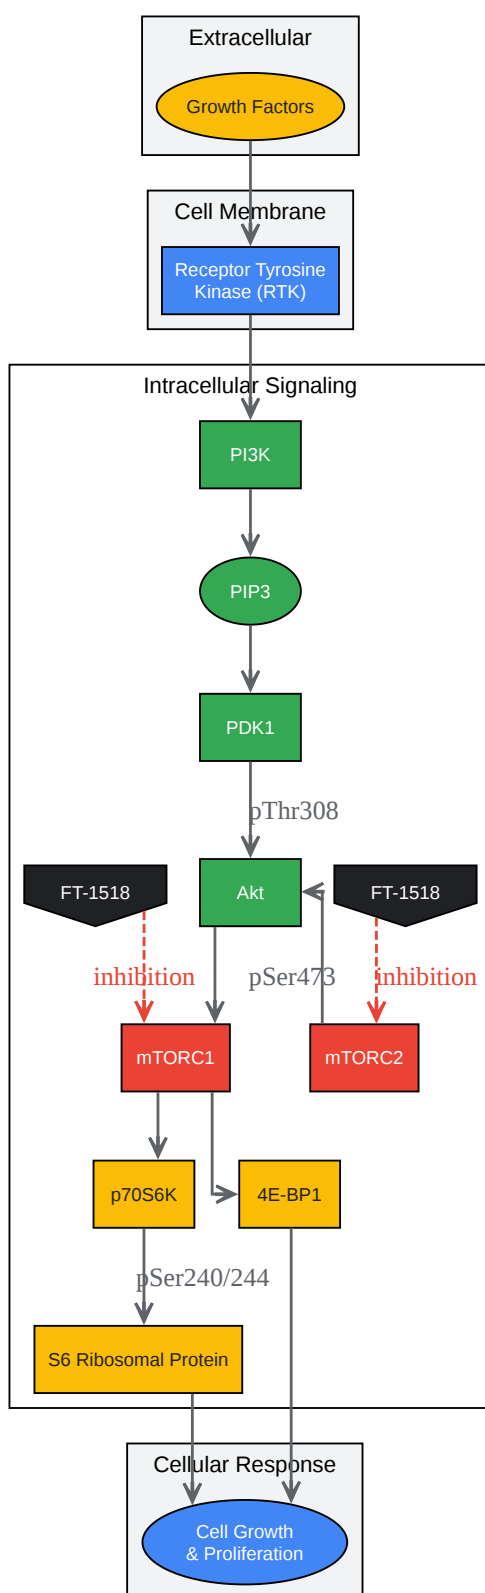 Extracellular
Growth Factors
Cell Membrane
Receptor Tyrosine
Kinase (RTK)
Intracellular Signaling
PI3K
PIP3
PDK1
pThr308
FT-1518
Akt
FT-1518
inhibition
pSer473
inhibition
mTORC1
mTORC2
p70S6K
4E-BP1
pSer240/244
S6 Ribosomal Protein
Cellular Response
Cell Growth
& Proliferation